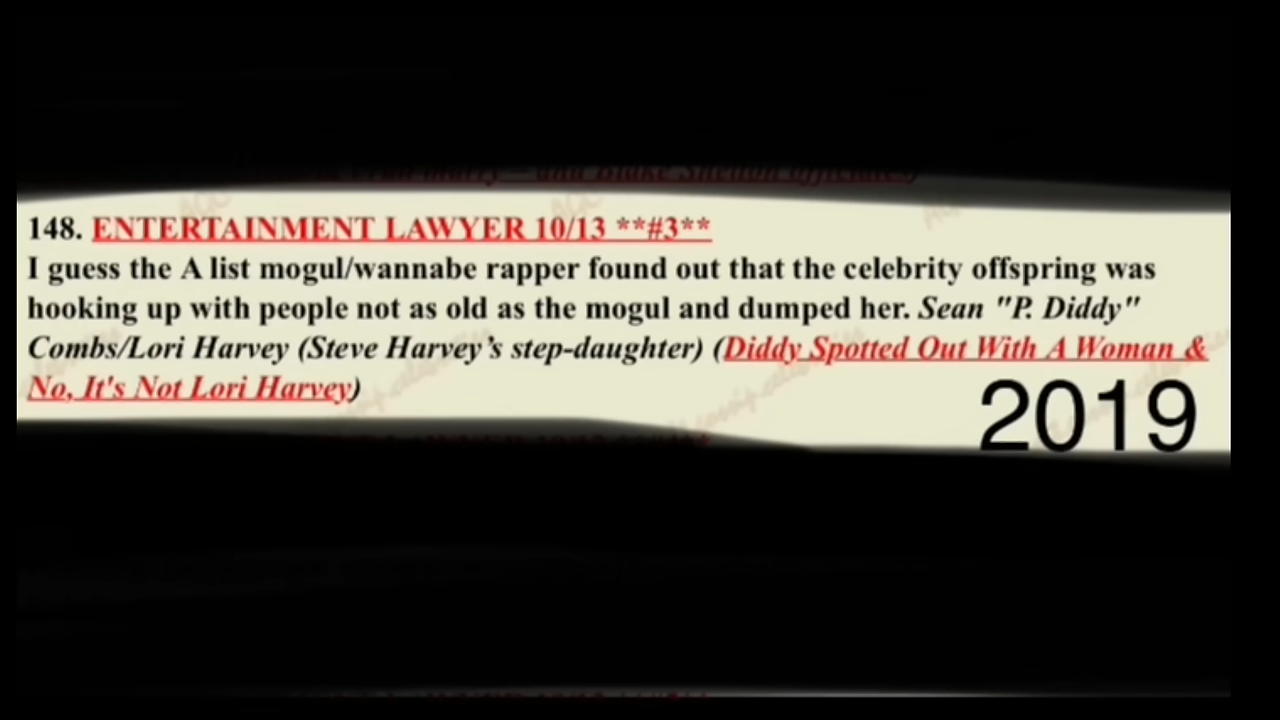 148. ENTERTAINMENT LAWYER 10/13 **#3**
I guess the A list mogul/wannabe rapper found out that the celebrity offspring was
hooking up with people not as old as the mogul and dumped her. Sean "P. Diddy"
Combs/Lori Harvey (Steve Harvey’s step-daughter) (Diddy Spotted Out With A Woman &
No, It's Not Lori Harvey)
2019